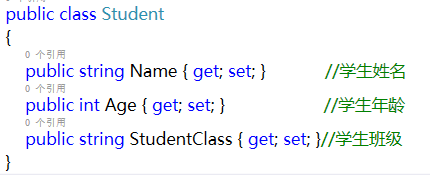 public class Student
{
0 个引用
public string Name { get; set; } //学生姓名
0 个引用
public int Age { get; set; } //学生年龄
0 个引用
public string StudentClass { get; set; }//学生班级
}